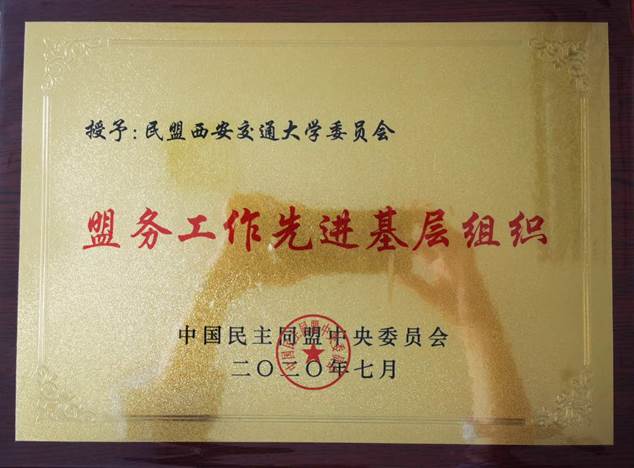 授予:民盟西安交通大学委员会
盟务工作先进基层组织
中国民主同盟中央委员会
二〇二〇年七月